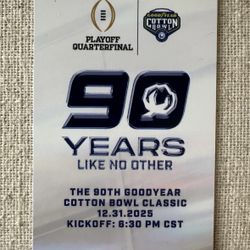 GOODYEAR
COTTON BOWL
PLAYOFF
QUARTERFINAL
90
YEARS
LIKE NO OTHER
THE 90TH GOODYEAR
COTTON BOWL CLASSIC
12.31.2025
KICKOFF: 6:30 PM CST